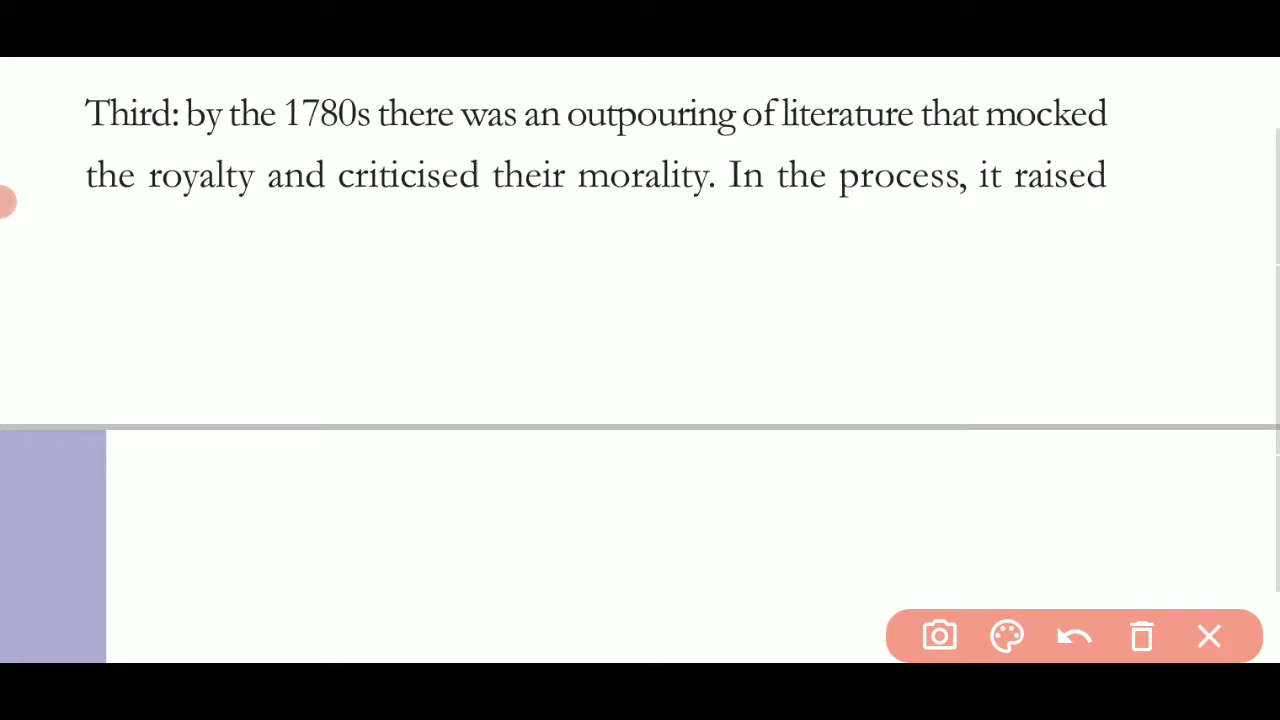 Third: by the 1780s there was an outpouring of literature that mocked
the royalty and criticised their morality. In the process, it raised